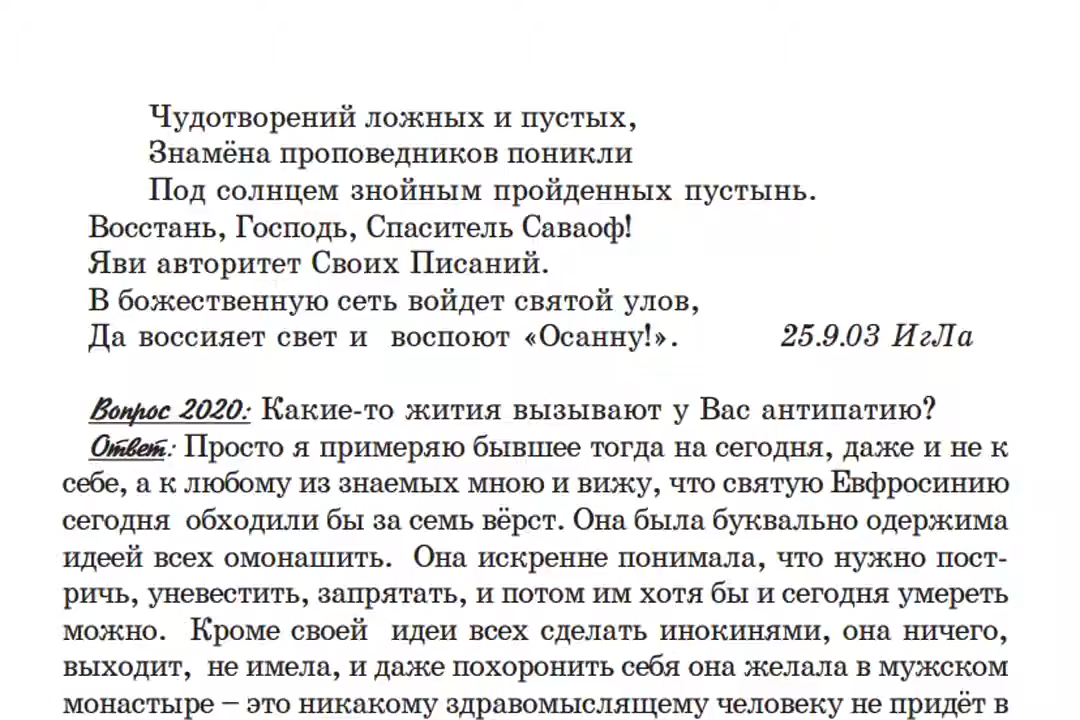 Чудотворений ложных и пустых,
Знамёна проповедников поникли
Под солнцем знойным пройденных пустынь.
Восстань, Господь, Спаситель Саваоф!
Яви авторитет Своих Писаний.
В божественную сеть войдет святой улов,
Да воссияет свет и воспоют «Осанну!». 25.9.03 ИгЛа
Вопрос 2020: Какие-то жития вызывают у Вас антипатию?
Ответ: Просто я примеряю бывшее тогда на сегодня, даже и не к
себе, а к любому из знаемых мною и вижу, что святую Евфросинию
сегодня обходили бы за семь вёрст. Она была буквально одержима
идеей всех омонашить. Она искренне понимала, что нужно пост-
ричь, уневестить, запрятать, и потом им хотя бы и сегодня умереть
можно. Кроме своей идеи всех сделать инокинями, она ничего,
выходит, не имела, и даже похоронить себя она желала в мужском
монастыре – это никакому здравомыслящему человеку не придёт в